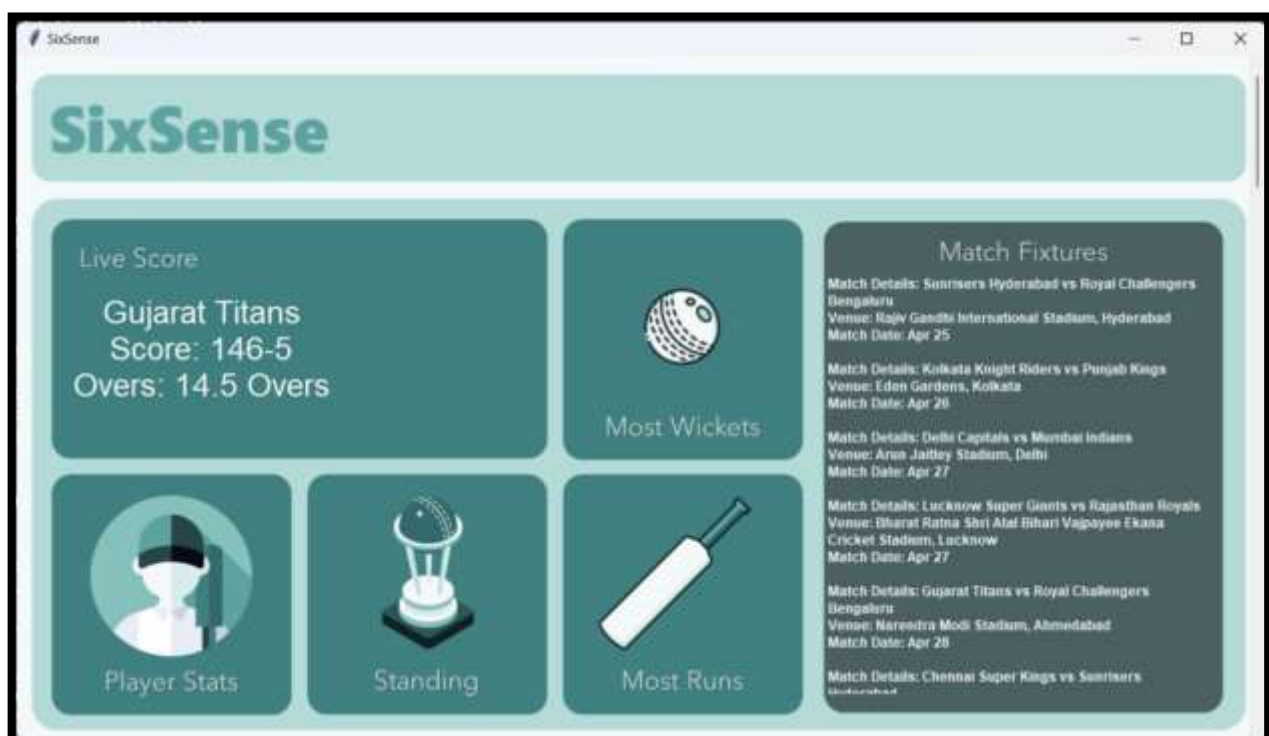 SixSense
SixSense
Live Score
Gujarat Titans
Score: 146-5
Overs: 14.5 Overs
Most Wickets
Player Stats
Standing
Most Runs
Match Fixtures
Match Details: Sunrisers Hyderabad vs Royal Challengers
Bengaluru
Venue: Rajiv Gandhi International Stadium, Hyderabad
Match Date: Apr 25
Match Details: Kolkata Knight Riders vs Punjab Kings
Venue: Eden Gardens, Kolkata
Match Date: Apr 26
Match Details: Delhi Capitals vs Mumbai Indians
Venue: Arun Jaitley Stadium, Delhi
Match Date: Apr 27
Match Details: Lucknow Super Giants vs Rajasthan Royals
Venue: Bharat Ratna Shri Atal Bihari Vajpayee Ekana
Cricket Stadium, Lucknow
Match Date: Apr 27
Match Details: Gujarat Titans vs Royal Challengers
Bengaluru
Venue: Narendra Modi Stadium, Ahmedabad
Match Date: Apr 28
Match Details: Chennai Super Kings vs Sunrisers
Hyderabad